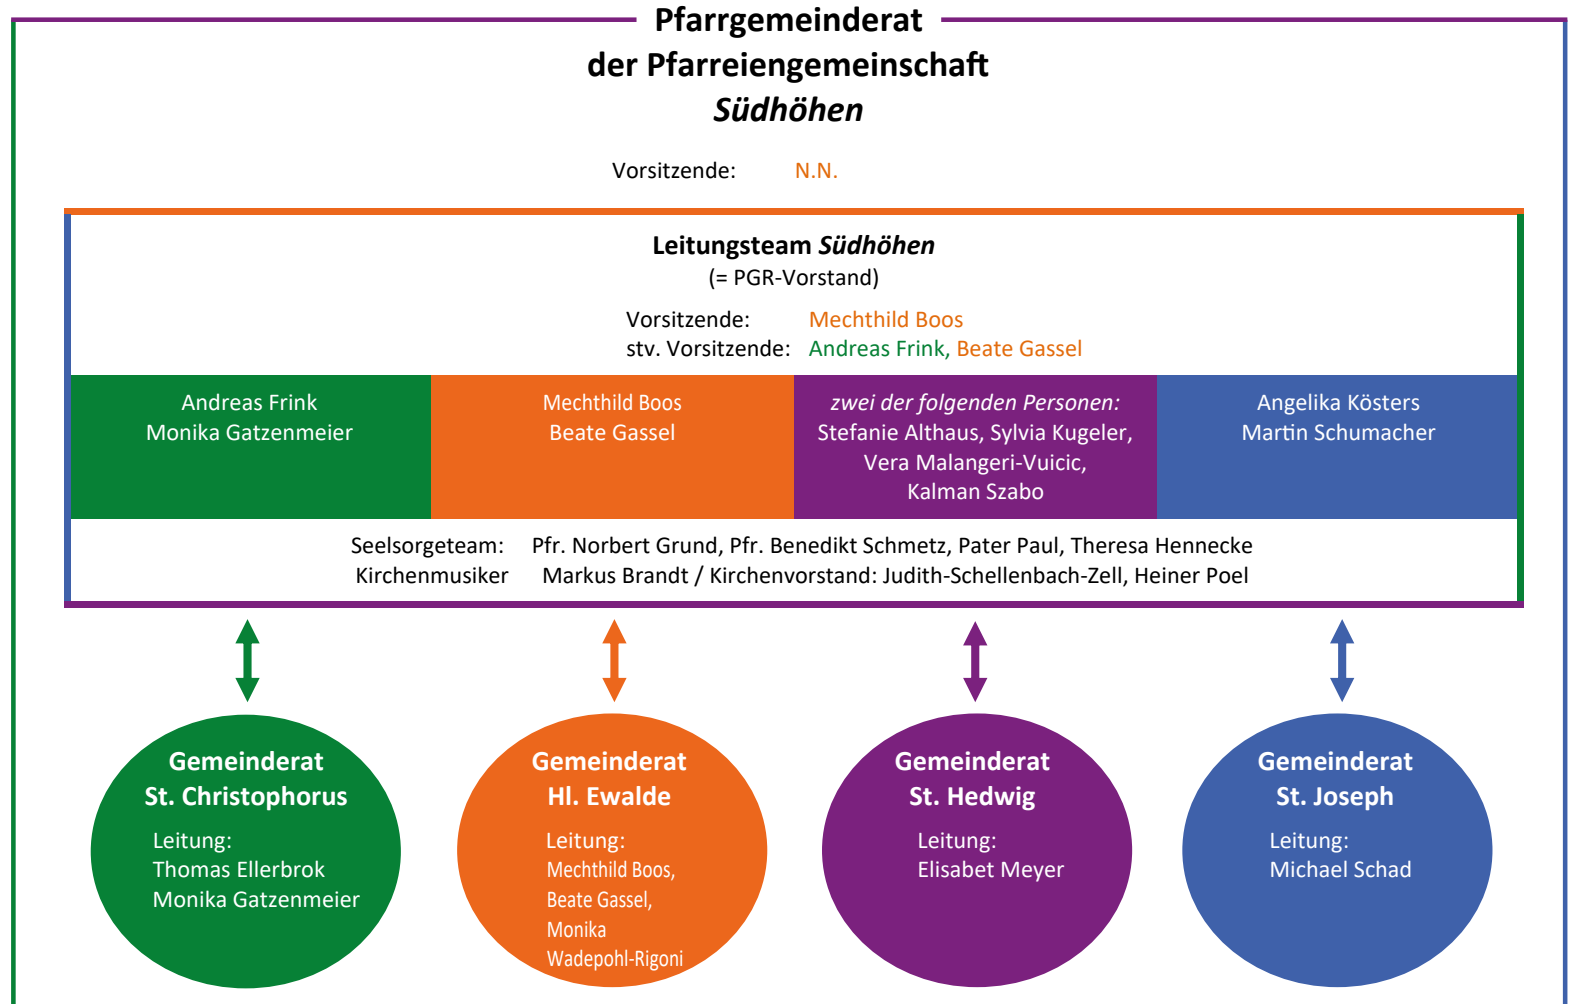 Pfarrgemeinderat
der Pfarreiengemeinschaft
Südhöhen
Vorsitzende: N.N.
Leitungsteam Südhöhen
(= PGR-Vorstand)
Vorsitzende: Mechthild Boos
stv. Vorsitzende: Andreas Frink, Beate Gassel
Andreas Frink
Monika Gatzenmeier
Mechthild Boos
Beate Gassel
zwei der folgenden Personen:
Stefanie Althaus, Sylvia Kugeler,
Vera Malangeri-Vuicic,
Kalman Szabo
Angelika Kösters
Martin Schumacher
Seelsorgeteam: Pfr. Norbert Grund, Pfr. Benedikt Schmetz, Pater Paul, Theresa Hennecke
Kirchenmusiker Markus Brandt / Kirchenvorstand: Judith-Schellenbach-Zell, Heiner Poel
Gemeinderat
St. Christophorus
Leitung:
Thomas Ellerbrok
Monika Gatzenmeier
Gemeinderat
Hl. Ewalde
Leitung:
Mechthild Boos,
Beate Gassel,
Monika
Wadepohl-Rigoni
Gemeinderat
St. Hedwig
Leitung:
Elisabet Meyer
Gemeinderat
St. Joseph
Leitung:
Michael Schad